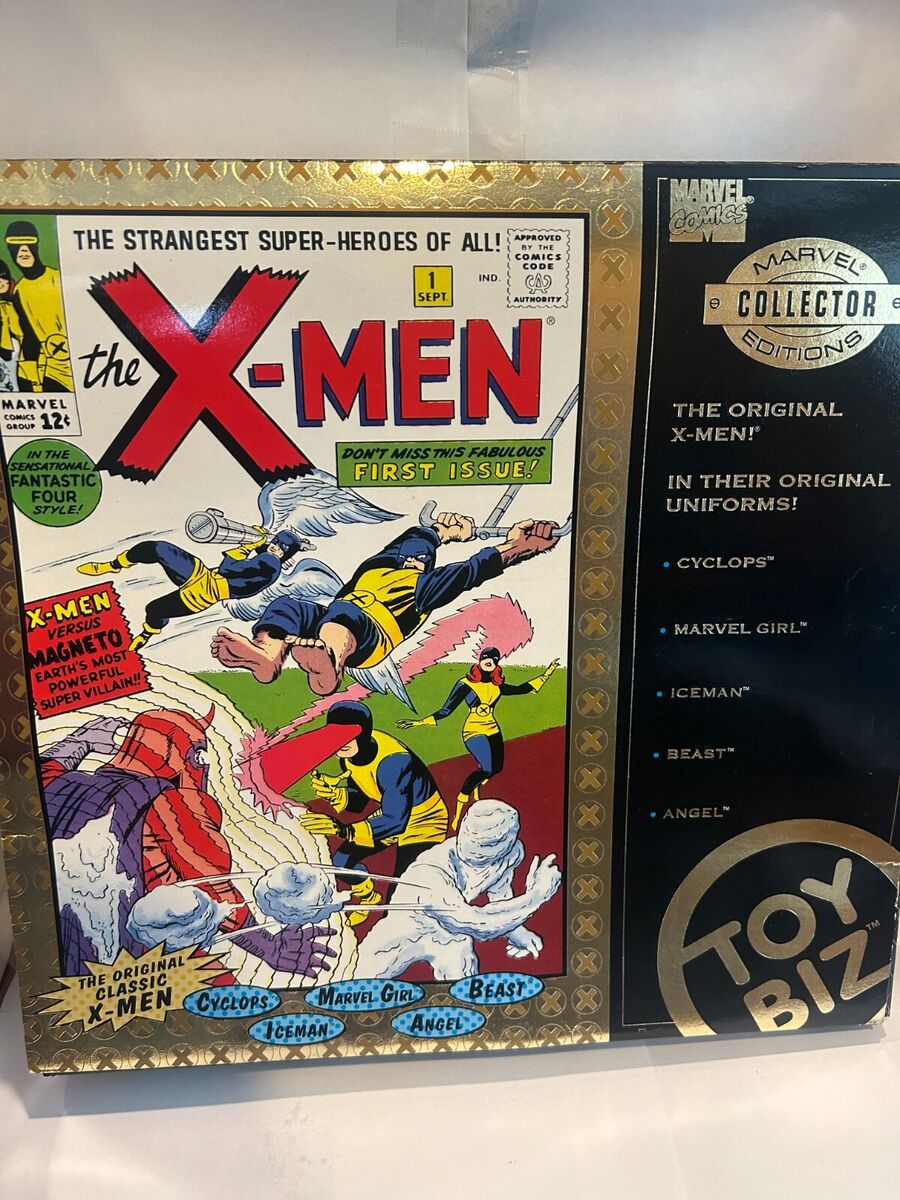 THE STRANGEST SUPER-HEROES OF ALL!
APPROVED
BY THE
COMICS
CODE
CA
AUTHORITY
IND.
1
SEPT.
the X-MEN®
MARVEL
COMICS
GROUP 12¢
IN THE
SENSATIONAL
FANTASTIC
FOUR
STYLE!
DON'T MISS THIS FABULOUS
FIRST ISSUE!
X-MEN
VERSUS
MAGNETO
EARTH'S MOST
POWERFUL
SUPER VILLAIN!!
THE ORIGINAL
CLASSIC
X-MEN
CYCLOPS
MARVEL GIRL
BEAST
ICEMAN
ANGEL
MARVEL®
COMICS
M
MARVEL®
COLLECTOR
EDITIONS
THE ORIGINAL
X-MEN!®
IN THEIR ORIGINAL
UNIFORMS!
• CYCLOPS™
• MARVEL GIRL™
• ICEMAN™
• BEAST™
• ANGEL™
TOY
BIZ™